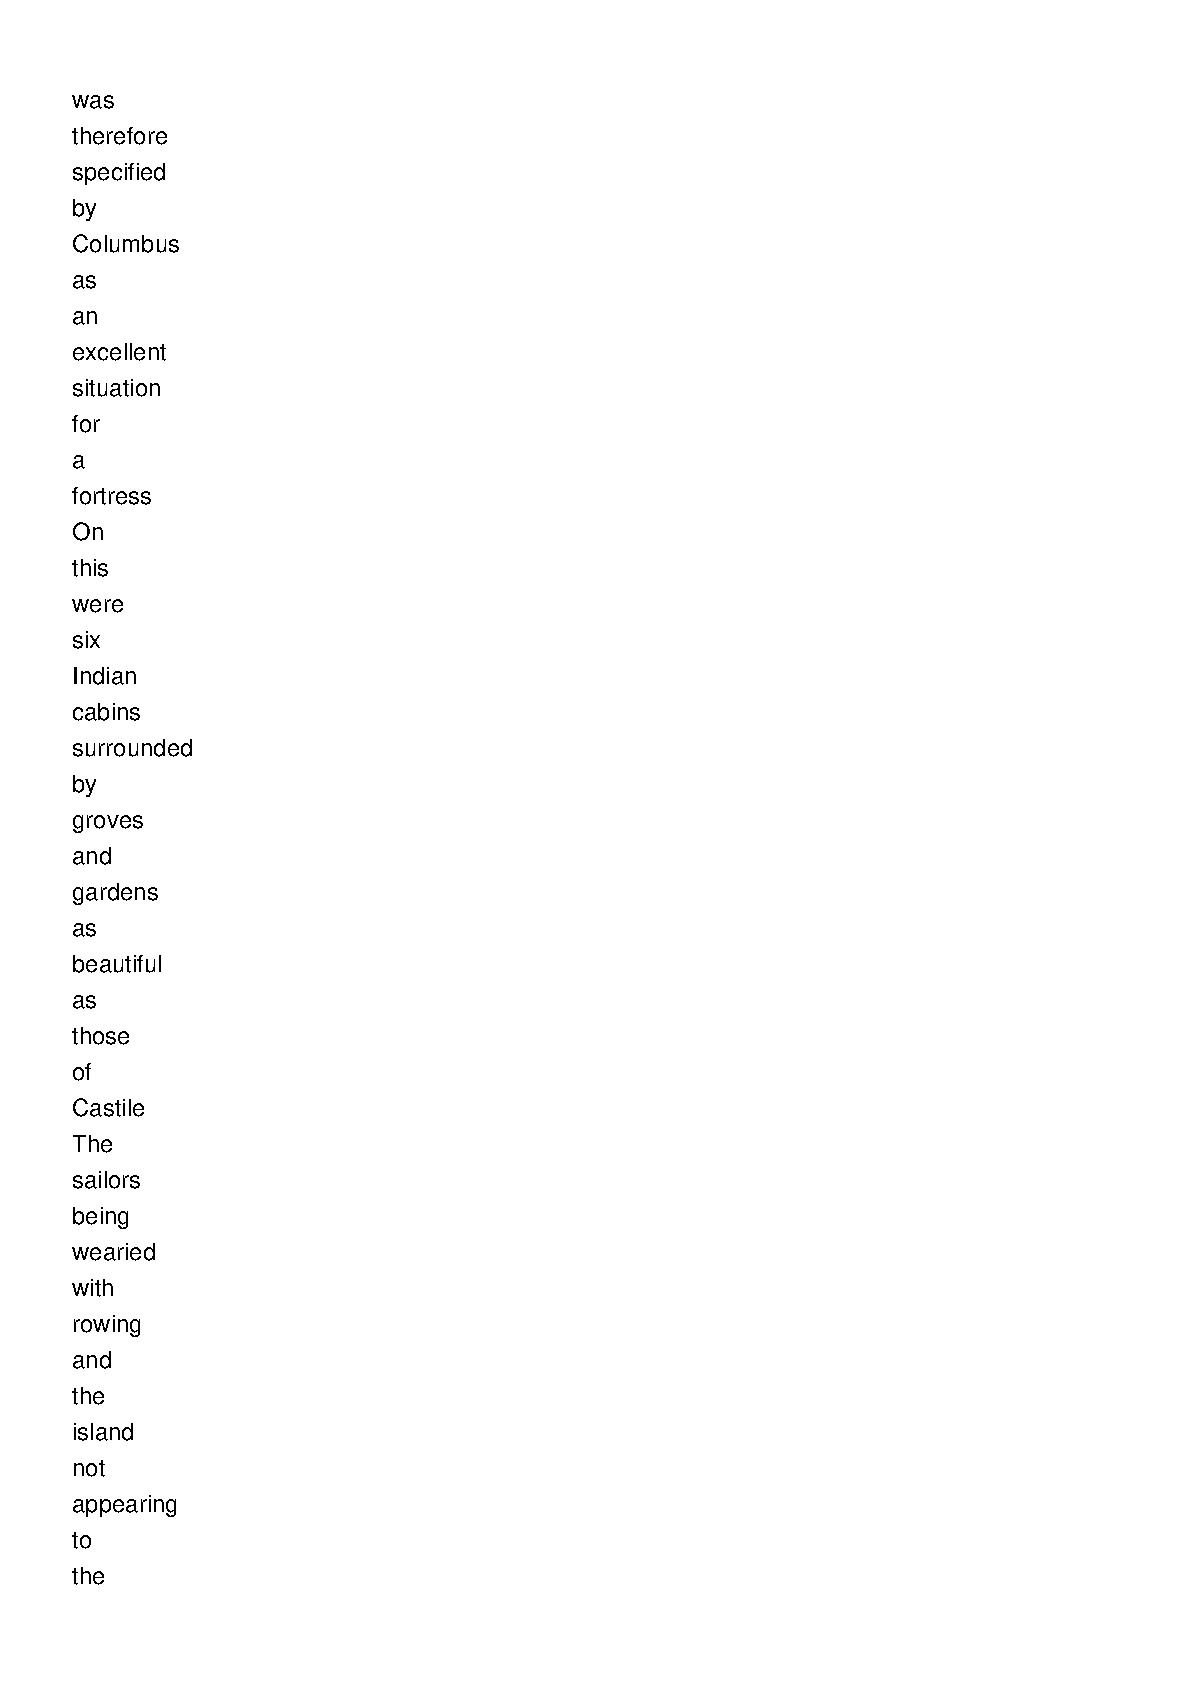 was
therefore
specified
by
Columbus
as
an
excellent
situation
for
a
fortress
On
this
were
six
Indian
cabins
surrounded
by
groves
and
gardens
as
beautiful
as
those
of
Castile
The
sailors
being
wearied
with
rowing
and
the
island
not
appearing
to
the